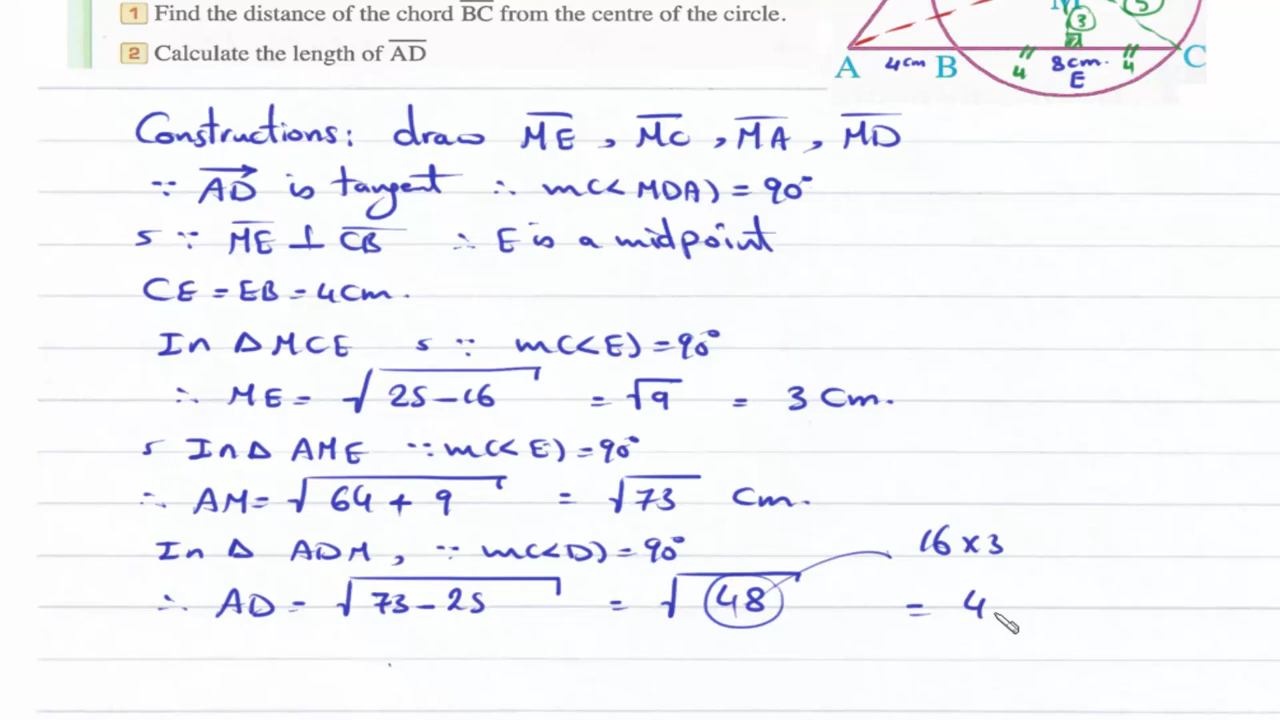 1 Find the distance of the chord BC from the centre of the circle.
2 Calculate the length of AD
M 3 5
A 4cm B 4 8cm. E 4 C
Constructions: draw ME , MC , MA , MD
∵ AD is tangent ∴ m(<MDA) = 90°
, ∵ ME ⊥ CB ∴ E is a midpoint
CE = EB = 4 Cm.
In Δ MCE , ∵ m(<E) = 90°
∴ ME = √25-16 = √9 = 3 Cm.
, In Δ AME ∵ m(<E) = 90°
∴ AM = √64 + 9 = √73 Cm.
In Δ ADM , ∵ m(<D) = 90°
16 × 3
∴ AD = √73-25 = √48 = 4